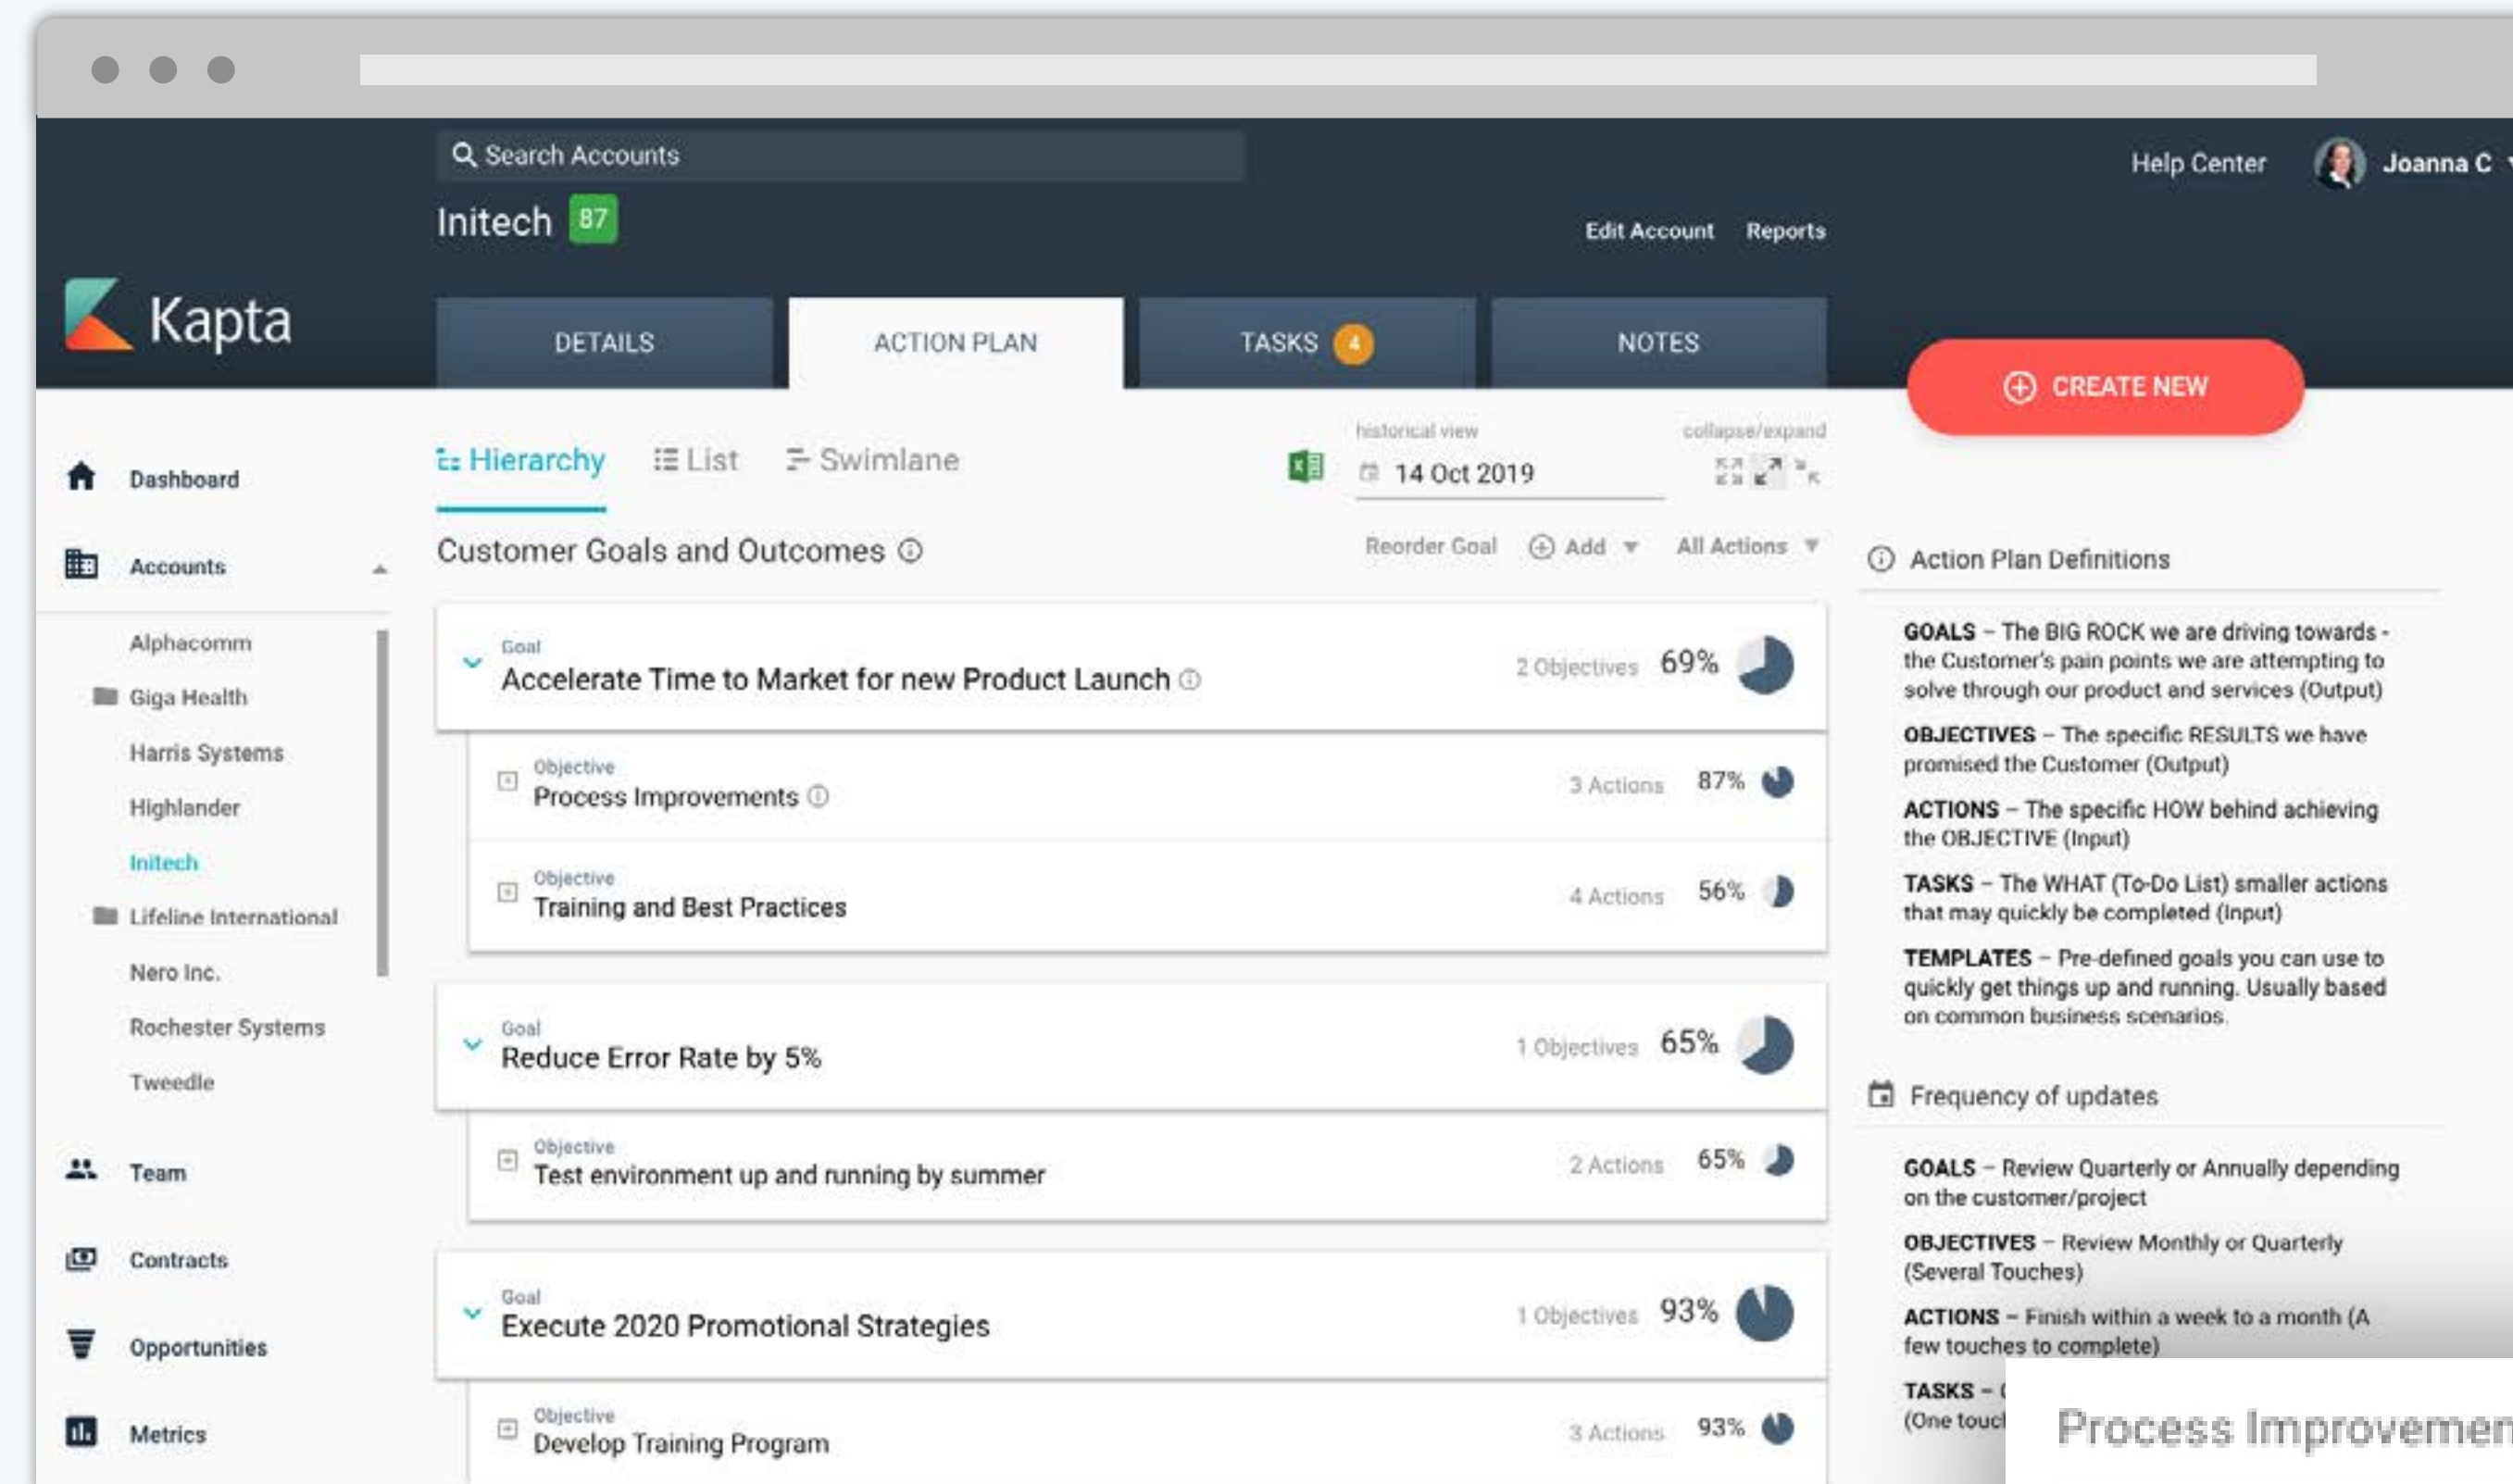 Search Accounts
Help Center
Joanna C
Initech 87
Edit Account Reports
Kapta
DETAILS
ACTION PLAN
TASKS 4
NOTES
CREATE NEW
Dashboard
Accounts
Alphacomm
Giga Health
Harris Systems
Highlander
Initech
Lifeline International
Nero Inc.
Rochester Systems
Tweedle
Team
Contracts
Opportunities
Metrics
Hierarchy List Swimlane
historical view
14 Oct 2019
collapse/expand
Customer Goals and Outcomes
Reorder Goal Add All Actions
Goal
Accelerate Time to Market for new Product Launch
2 Objectives 69%
Objective
Process Improvements
3 Actions 87%
Objective
Training and Best Practices
4 Actions 56%
Goal
Reduce Error Rate by 5%
1 Objectives 65%
Objective
Test environment up and running by summer
2 Actions 65%
Goal
Execute 2020 Promotional Strategies
1 Objectives 93%
Objective
Develop Training Program
3 Actions 93%
Action Plan Definitions
GOALS – The BIG ROCK we are driving towards -
the Customer's pain points we are attempting to
solve through our product and services (Output)
OBJECTIVES – The specific RESULTS we have
promised the Customer (Output)
ACTIONS – The specific HOW behind achieving
the OBJECTIVE (Input)
TASKS – The WHAT (To-Do List) smaller actions
that may quickly be completed (Input)
TEMPLATES – Pre-defined goals you can use to
quickly get things up and running. Usually based
on common business scenarios.
Frequency of updates
GOALS – Review Quarterly or Annually depending
on the customer/project
OBJECTIVES – Review Monthly or Quarterly
(Several Touches)
ACTIONS – Finish within a week to a month (A
few touches to complete)
TASKS –
(One
Process